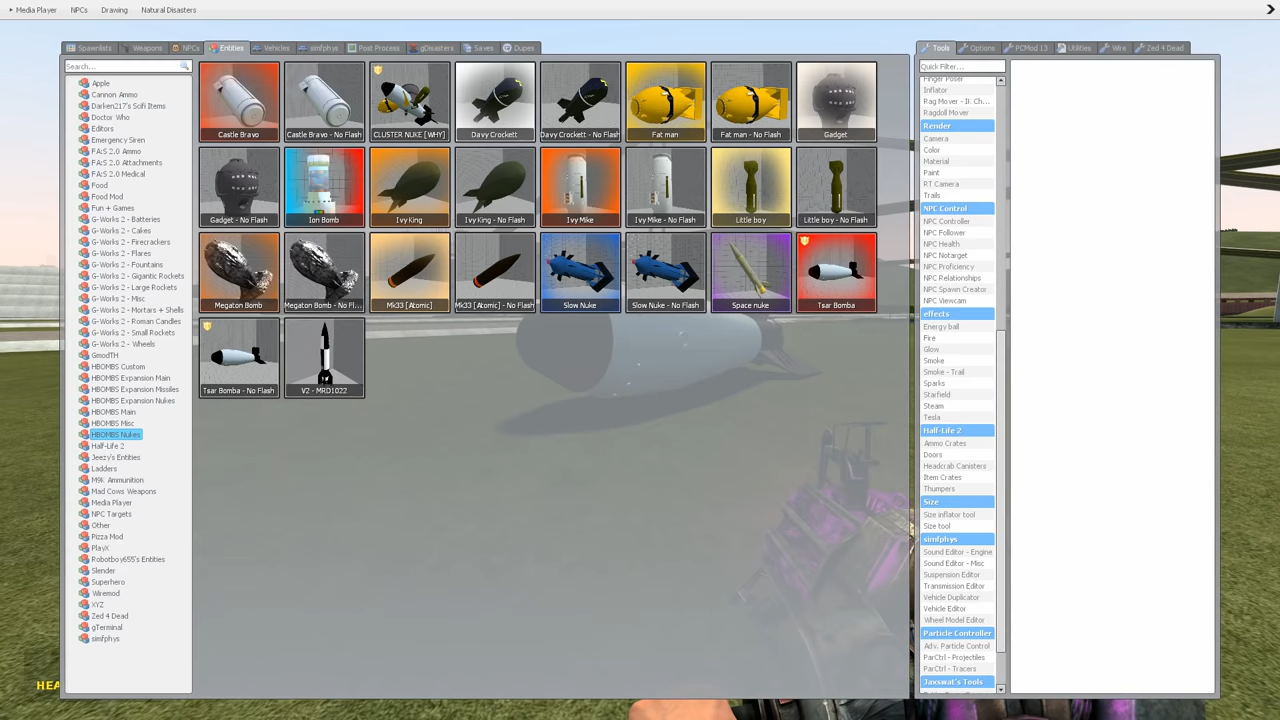 Media Player
NPCs
Drawing
Natural Disasters
Spawnlists
Weapons
NPCs
Entities
Vehicles
simfphys
Post Process
gDisasters
Saves
Dupes
Search...
Apple
Cannon Ammo
Darken217's Scifi Items
Doctor Who
Editors
Emergency Siren
FA:S 2.0 Ammo
FA:S 2.0 Attachments
FA:S 2.0 Medical
Food
Food Mod
Fun + Games
G-Works 2 - Batteries
G-Works 2 - Cakes
G-Works 2 - Firecrackers
G-Works 2 - Flares
G-Works 2 - Fountains
G-Works 2 - Gigantic Rockets
G-Works 2 - Large Rockets
G-Works 2 - Misc
G-Works 2 - Mortars + Shells
G-Works 2 - Roman Candles
G-Works 2 - Small Rockets
G-Works 2 - Wheels
GmodTH
HBOMBS Custom
HBOMBS Expansion Main
HBOMBS Expansion Missiles
HBOMBS Expansion Nukes
HBOMBS Main
HBOMBS Misc
HBOMBS Nukes
Half-Life 2
Jeezy's Entities
Ladders
M9K Ammunition
Mad Cows Weapons
Media Player
NPC Targets
Other
Pizza Mod
PlayX
Robotboy655's Entities
Slender
Superhero
Wiremod
XYZ
Zed 4 Dead
gTerminal
simfphys
Castle Bravo
Castle Bravo - No Flash
CLUSTER NUKE [WHY]
Davy Crockett
Davy Crockett - No Flash
Fat man
Fat man - No Flash
Gadget
Gadget - No Flash
Ion Bomb
Ivy King
Ivy King - No Flash
Ivy Mike
Ivy Mike - No Flash
Little boy
Little boy - No Flash
Megaton Bomb
Megaton Bomb - No Fl...
Mk33 [Atomic]
Mk33 [Atomic] - No Flash
Slow Nuke
Slow Nuke - No Flash
Space nuke
Tsar Bomba
Tsar Bomba - No Flash
V2 - MRD1022
HEA
Tools
Options
PCMod 13
Utilities
Wire
Zed 4 Dead
Quick Filter...
Finger Poser
Inflator
Rag Mover - IK Ch...
Ragdoll Mover
Render
Camera
Color
Material
Paint
RT Camera
Trails
NPC Control
NPC Controller
NPC Follower
NPC Health
NPC Notarget
NPC Proficiency
NPC Relationships
NPC Spawn Creator
NPC Viewcam
effects
Energy ball
Fire
Glow
Smoke
Smoke - Trail
Sparks
Starfield
Steam
Tesla
Half-Life 2
Ammo Crates
Doors
Headcrab Canisters
Item Crates
Thumpers
Size
Size inflator tool
Size tool
simfphys
Sound Editor - Engine
Sound Editor - Misc
Suspension Editor
Transmission Editor
Vehicle Duplicator
Vehicle Editor
Wheel Model Editor
Particle Controller
Adv. Particle Control
ParCtrl - Projectiles
ParCtrl - Tracers
Jaxswat's Tools